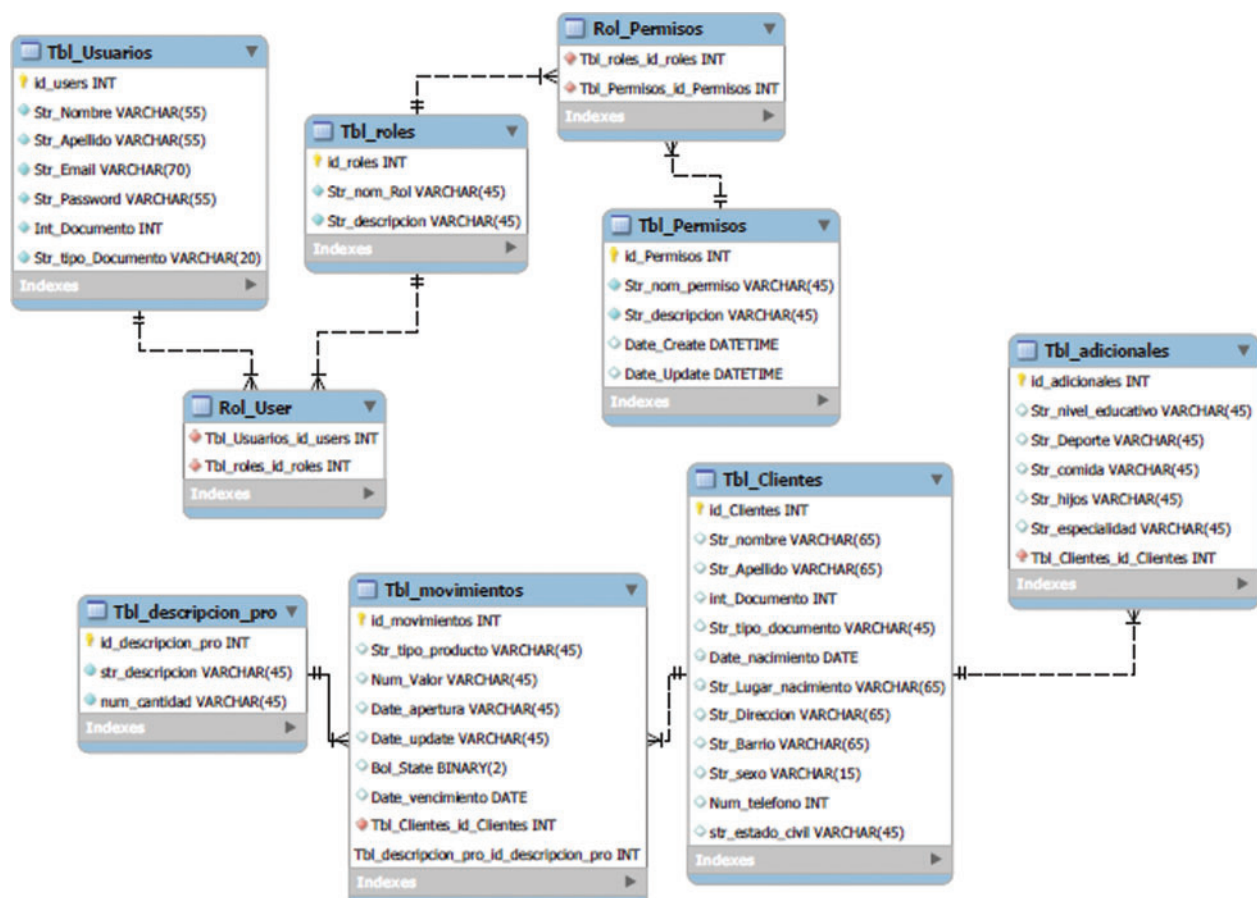 Tbl_Usuarios
id_users INT
Str_Nombre VARCHAR(55)
Str_Apellido VARCHAR(55)
Str_Email VARCHAR(70)
Str_Password VARCHAR(55)
Int_Documento INT
Str_tipo_Documento VARCHAR(20)
Indexes
Tbl_roles
id_roles INT
Str_nom_Rol VARCHAR(45)
Str_descripcion VARCHAR(45)
Indexes
Rol_Permisos
Tbl_roles_id_roles INT
Tbl_Permisos_id_Permisos INT
Indexes
Tbl_Permisos
id_Permisos INT
Str_nom_permiso VARCHAR(45)
Str_descripcion VARCHAR(45)
Date_Create DATETIME
Date_Update DATETIME
Indexes
Rol_User
Tbl_Usuarios_id_users INT
Tbl_roles_id_roles INT
Indexes
Tbl_adicionales
id_adicionales INT
Str_nivel_educativo VARCHAR(45)
Str_Deporte VARCHAR(45)
Str_comida VARCHAR(45)
Str_hijos VARCHAR(45)
Str_especialidad VARCHAR(45)
Tbl_Clientes_id_Clientes INT
Indexes
Tbl_Clientes
id_Clientes INT
Str_nombre VARCHAR(65)
Str_Apellido VARCHAR(65)
int_Documento INT
Str_tipo_documento VARCHAR(45)
Date_nacimiento DATE
Str_Lugar_nacimiento VARCHAR(65)
Str_Direccion VARCHAR(65)
Str_Barrio VARCHAR(65)
Str_sexo VARCHAR(15)
Num_telefono INT
str_estado_civil VARCHAR(45)
Indexes
Tbl_descripcion_pro
id_descripcion_pro INT
str_descripcion VARCHAR(45)
num_cantidad VARCHAR(45)
Indexes
Tbl_movimientos
id_movimientos INT
Str_tipo_producto VARCHAR(45)
Num_Valor VARCHAR(45)
Date_apertura VARCHAR(45)
Date_update VARCHAR(45)
Bol_State BINARY(2)
Date_vencimiento DATE
Tbl_Clientes_id_Clientes INT
Tbl_descripcion_pro_id_descripcion_pro INT
Indexes